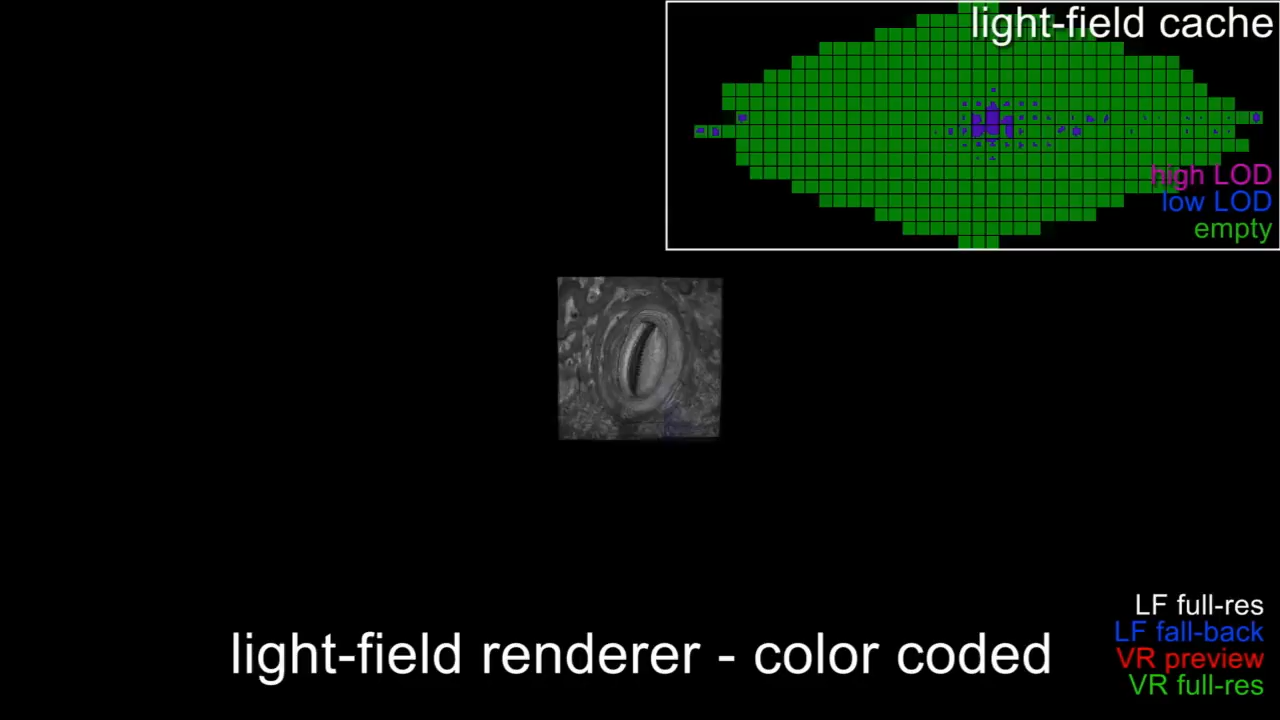 light-field cache
high LOD
low LOD
empty
LF full-res
LF fall-back
VR preview
VR full-res
light-field renderer - color coded